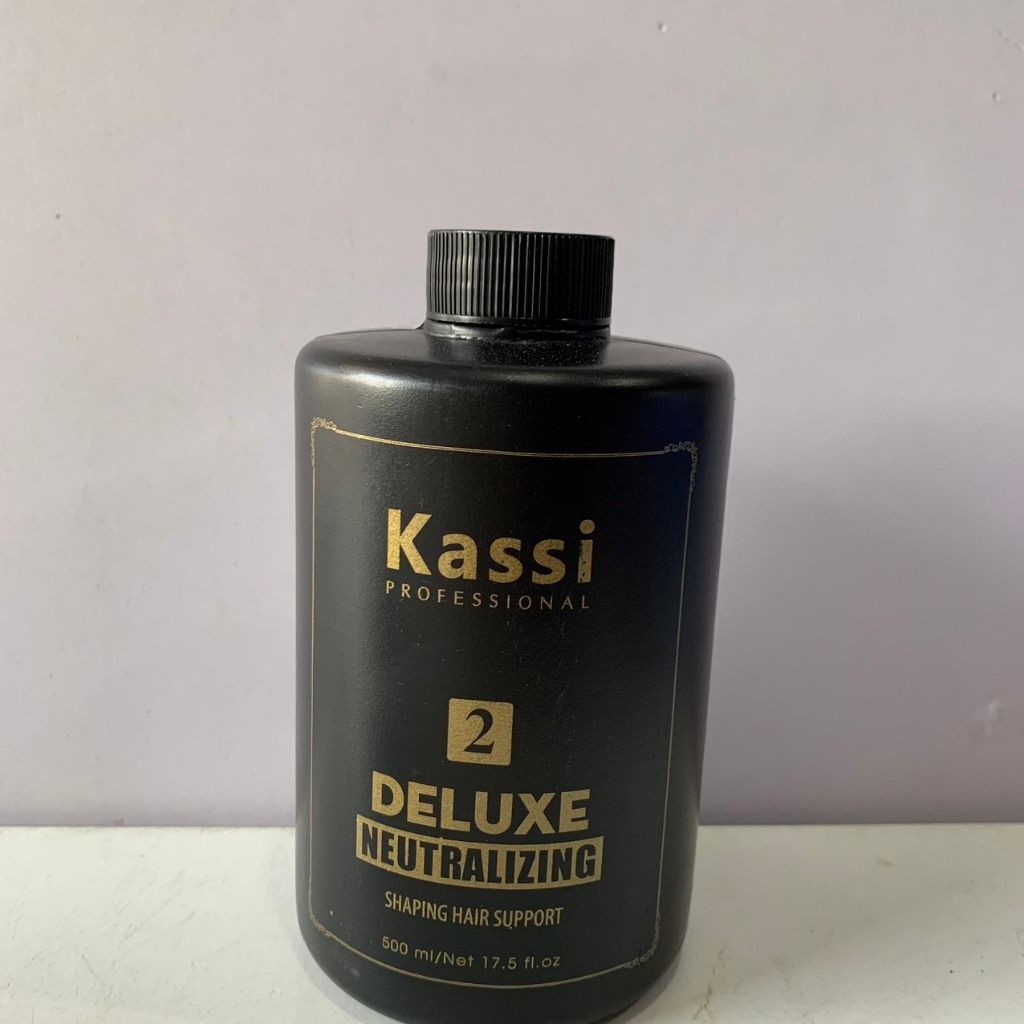 Kassi
PROFESSIONAL
2
DELUXE
NEUTRALIZING
SHAPING HAIR SUPPORT
500 ml/Net 17.5 fl.oz